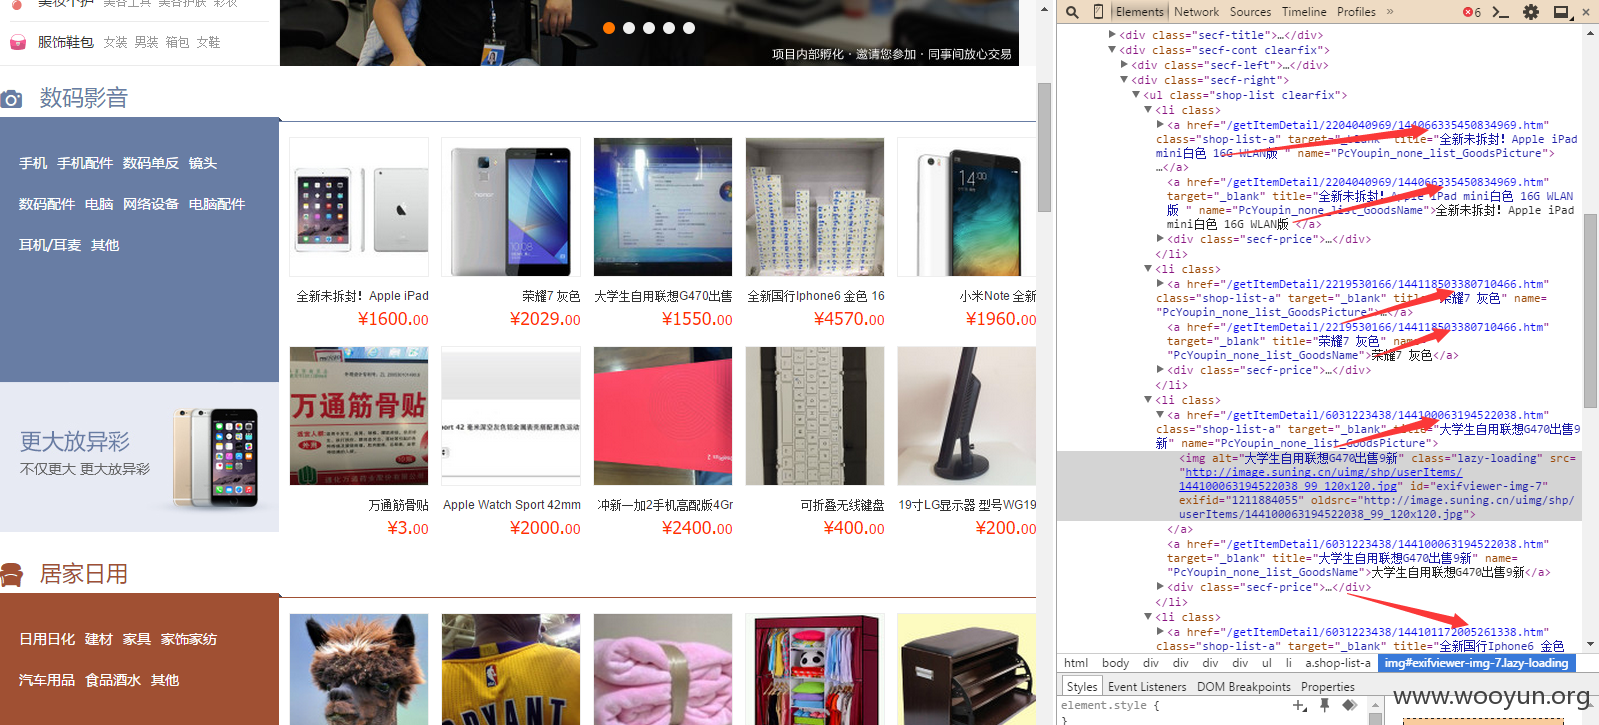 美妆个护 美容工具 美容护肤 彩妆
服饰鞋包 女装 男装 箱包 女鞋
项目内部孵化 · 邀请您参加 · 同事间放心交易
数码影音
手机 手机配件 数码单反 镜头
数码配件 电脑 网络设备 电脑配件
耳机/耳麦 其他
更大放异彩
不仅更大 更大放异彩
全新未拆封！Apple iPad
¥1600.00
荣耀7 灰色
¥2029.00
大学生自用联想G470出售
¥1550.00
全新国行Iphone6 金色 16
¥4570.00
小米Note 全新
¥1960.00
honor
14:00
万通筋骨贴
万通筋骨贴
¥3.00
ort 42 毫米深空灰色铝金属表壳搭配黑色运动
Apple Watch Sport 42mm
¥2000.00
冲新一加2手机高配版4Gr
¥2400.00
可折叠无线键盘
¥400.00
19寸LG显示器 型号WG19
¥200.00
居家日用
日用日化 建材 家具 家饰家纺
汽车用品 食品酒水 其他
RYANT
Elements Network Sources Timeline Profiles » 6
<div class="secf-title">…</div>
<div class="secf-cont clearfix">
<div class="secf-left">…</div>
<div class="secf-right">
<ul class="shop-list clearfix">
<li class>
<a href="/getItemDetail/2204040969/144066335450834969.htm"
class="shop-list-a" target="_blank" title="全新未拆封！Apple iPad
mini白色 16G WLAN版 " name="PcYoupin_none_list_GoodsPicture">
…</a>
<a href="/getItemDetail/2204040969/144066335450834969.htm"
target="_blank" title="全新未拆封！Apple iPad mini白色 16G WLAN
版 " name="PcYoupin_none_list_GoodsName">全新未拆封！Apple iPad
mini白色 16G WLAN版 </a>
<div class="secf-price">…</div>
</li>
<li class>
<a href="/getItemDetail/2219530166/144118503380710466.htm"
class="shop-list-a" target="_blank" title="荣耀7 灰色" name=
"PcYoupin_none_list_GoodsPicture">…</a>
<a href="/getItemDetail/2219530166/144118503380710466.htm"
target="_blank" title="荣耀7 灰色" name=
"PcYoupin_none_list_GoodsName">荣耀7 灰色</a>
<div class="secf-price">…</div>
</li>
<li class>
<a href="/getItemDetail/6031223438/144100063194522038.htm"
class="shop-list-a" target="_blank" title="大学生自用联想G470出售9
新" name="PcYoupin_none_list_GoodsPicture">
<img alt="大学生自用联想G470出售9新" class="lazy-loading" src=
"http://image.suning.cn/uimg/shp/userItems/
144100063194522038_99_120x120.jpg" id="exifviewer-img-7"
exifid="1211884055" oldsrc="http://image.suning.cn/uimg/shp/
userItems/144100063194522038_99_120x120.jpg">
</a>
<a href="/getItemDetail/6031223438/144100063194522038.htm"
target="_blank" title="大学生自用联想G470出售9新" name=
"PcYoupin_none_list_GoodsName">大学生自用联想G470出售9新</a>
<div class="secf-price">…</div>
</li>
<li class>
<a href="/getItemDetail/6031223438/144101172005261338.htm"
class="shop-list-a" target="_blank" title="全新国行Iphone6 金色
html body div div div div ul li a.shop-list-a img#exifviewer-img-7.lazy-loading
Styles Event Listeners DOM Breakpoints Properties
element.style {
}
www.wooyun.org